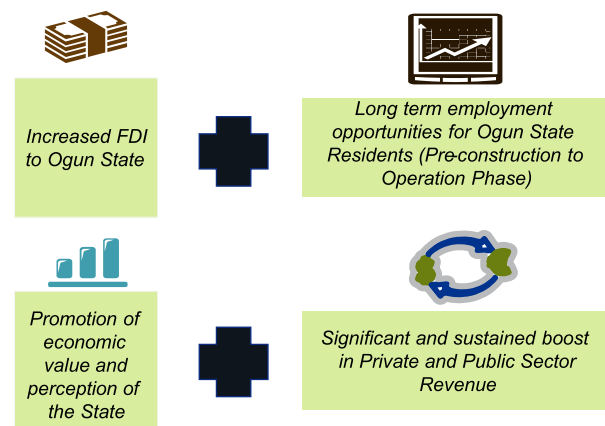 Increased FDI
to Ogun State
Long term employment
opportunities for Ogun State
Residents (Pre-construction to
Operation Phase)
Promotion of
economic
value and
perception of
the State
Significant and sustained boost
in Private and Public Sector
Revenue